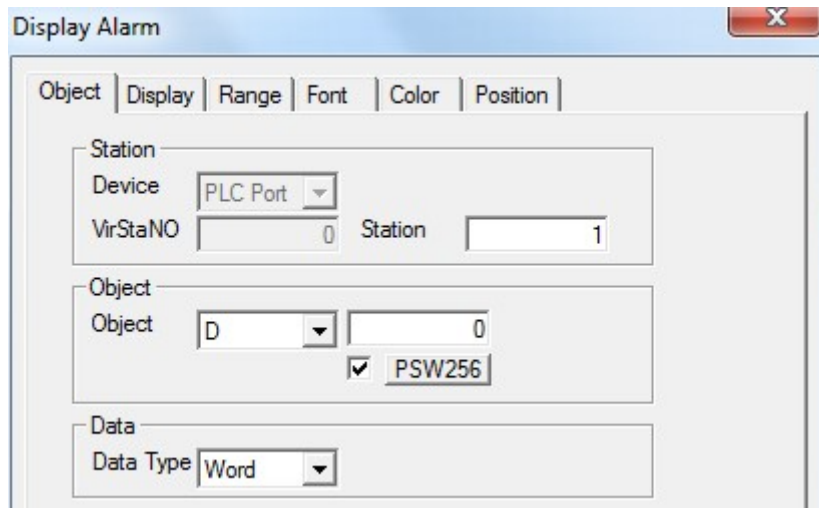 Display Alarm
Object Display Range Font Color Position
Station
Device PLC Port
VirStaNO 0 Station 1
Object
Object D 0
PSW256
Data
Data Type Word